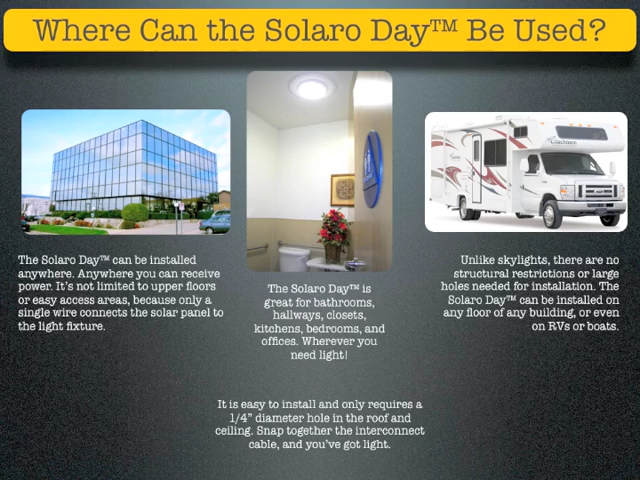 Where Can the Solaro Day™ Be Used?
Coachmen
The Solaro Day™ can be installed
anywhere. Anywhere you can receive
power. It's not limited to upper floors
or easy access areas, because only a
single wire connects the solar panel to
the light fixture.
The Solaro Day™ is
great for bathrooms,
hallways, closets,
kitchens, bedrooms, and
offices. Wherever you
need light!
Unlike skylights, there are no
structural restrictions or large
holes needed for installation. The
Solaro Day™ can be installed on
any floor of any building, or even
on RVs or boats.
It is easy to install and only requires a
1/4" diameter hole in the roof and
ceiling. Snap together the interconnect
cable, and you've got light.